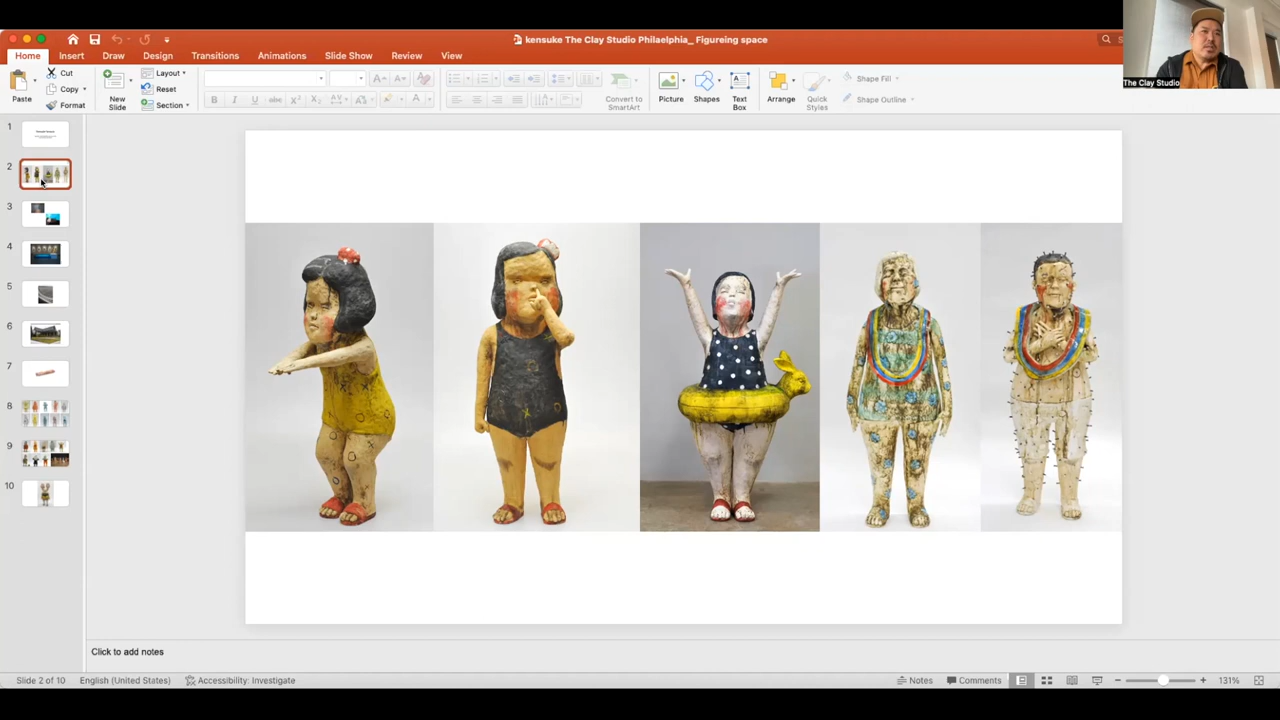 kensuke The Clay Studio Philaelphia_ Figureing space
Home Insert Draw Design Transitions Animations Slide Show Review View
Paste
Cut
Copy
Format
New
Slide
Layout
Reset
Section
Convert to
SmartArt
Picture
Shapes
Text
Box
Arrange
Quick
Styles
Shape Fill
Shape Outline
The Clay Studio
1
2
3
4
5
6
7
8
9
10
Click to add notes
Slide 2 of 10 English (United States) Accessibility: Investigate Notes Comments 131%